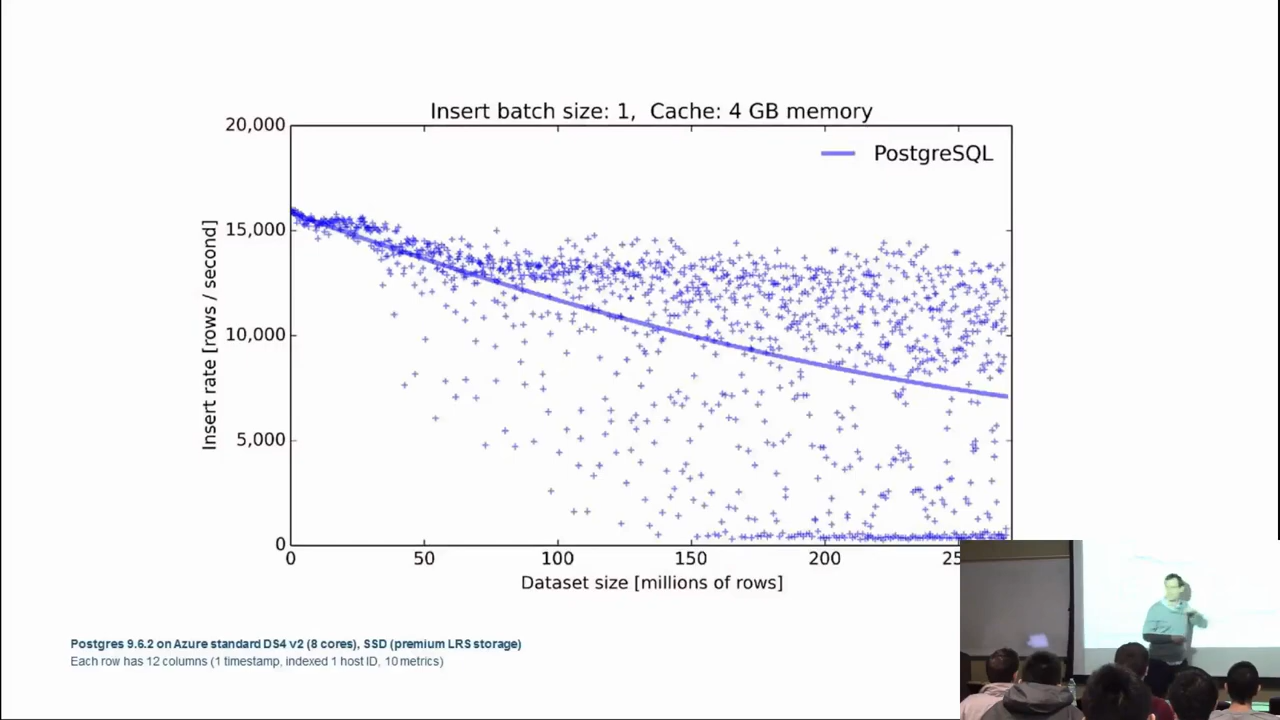 Insert batch size: 1, Cache: 4 GB memory
20,000
PostgreSQL
15,000
10,000
5,000
0
Insert rate [rows / second]
0 50 100 150 200 25
Dataset size [millions of rows]
Postgres 9.6.2 on Azure standard DS4 v2 (8 cores), SSD (premium LRS storage)
Each row has 12 columns (1 timestamp, indexed 1 host ID, 10 metrics)